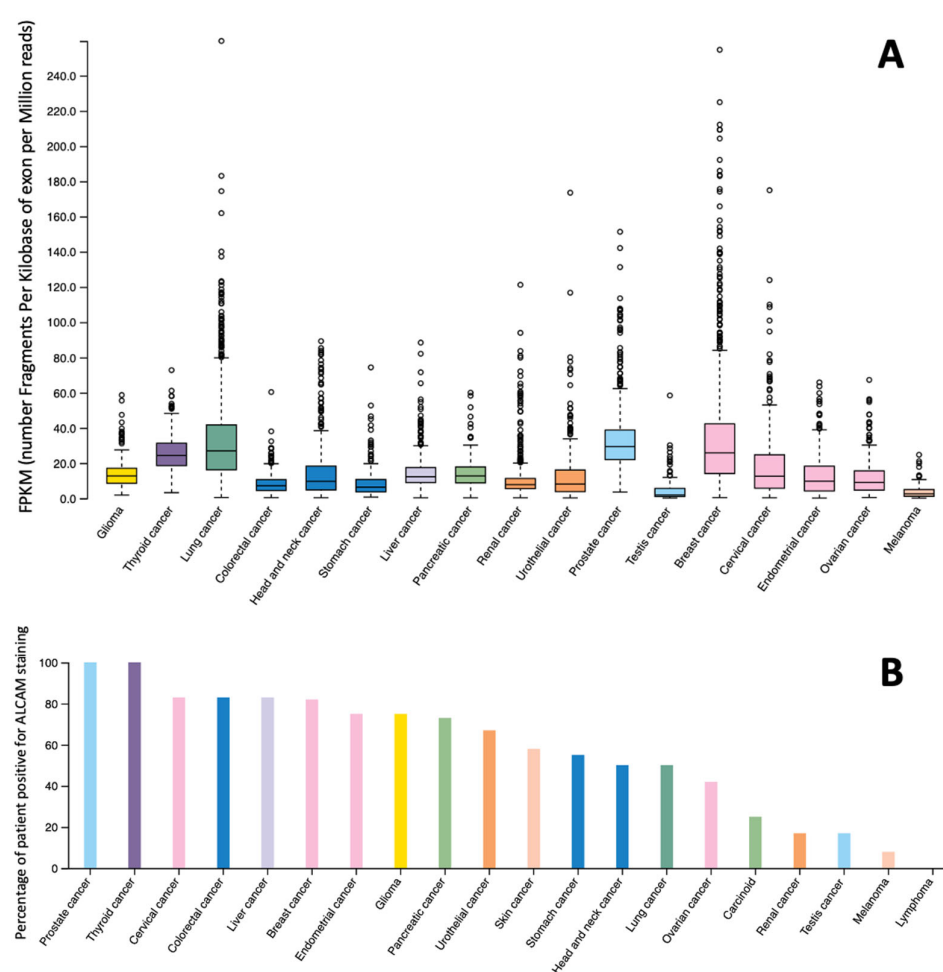 A
FPKM (number Fragments Per Kilobase of exon per Million reads)
240.0
220.0
200.0
180.0
160.0
140.0
120.0
100.0
80.0
60.0
40.0
20.0
0.0
Glioma
Thyroid cancer
Lung cancer
Colorectal cancer
Head and neck cancer
Stomach cancer
Liver cancer
Pancreatic cancer
Renal cancer
Urothelial cancer
Prostate cancer
Testis cancer
Breast cancer
Cervical cancer
Endometrial cancer
Ovarian cancer
Melanoma
B
Percentage of patient positive for ALCAM staining
100
80
60
40
20
0
Prostate cancer
Thyroid cancer
Cervical cancer
Colorectal cancer
Liver cancer
Breast cancer
Endometrial cancer
Glioma
Pancreatic cancer
Urothelial cancer
Skin cancer
Stomach cancer
Head and neck cancer
Lung cancer
Ovarian cancer
Carcinoid
Renal cancer
Testis cancer
Melanoma
Lymphoma